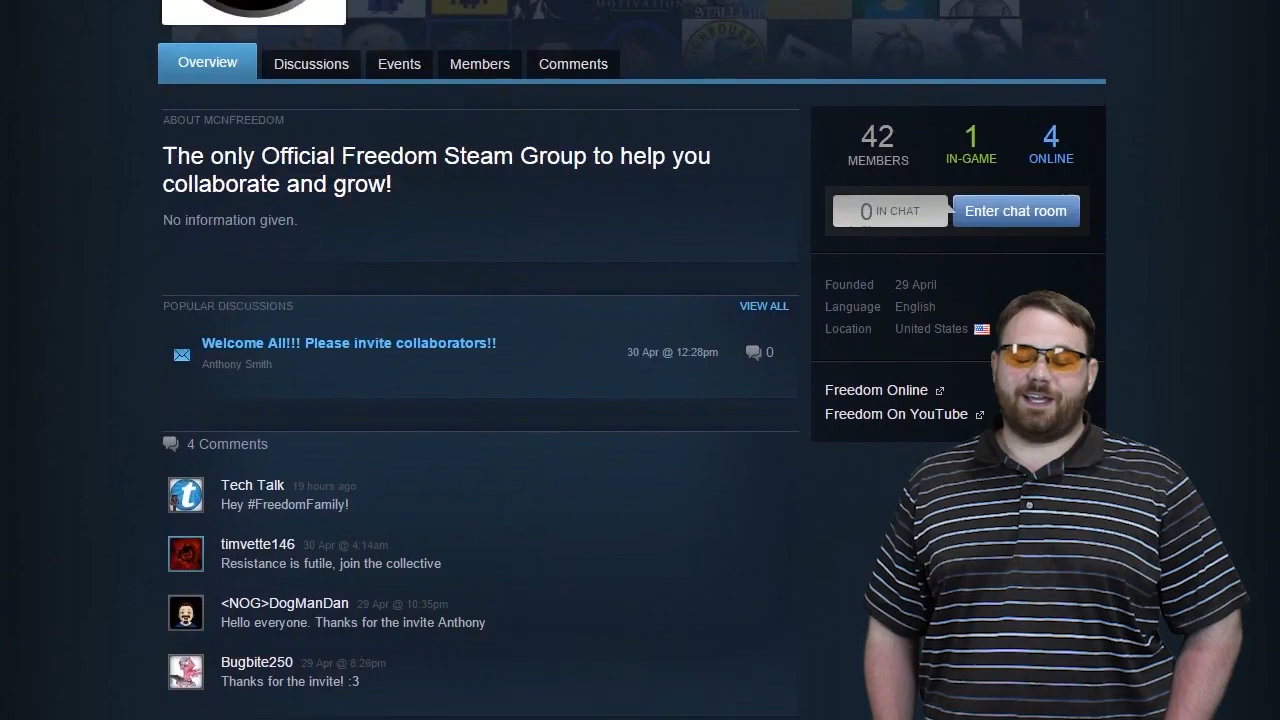 Overview
Discussions
Events
Members
Comments
ABOUT MCNFREEDOM
The only Official Freedom Steam Group to help you
collaborate and grow!
No information given.
42
MEMBERS
1
IN-GAME
4
ONLINE
0 IN CHAT
Enter chat room
Founded 29 April
Language English
Location United States
Freedom Online
Freedom On YouTube
POPULAR DISCUSSIONS
VIEW ALL
Welcome All!!! Please invite collaborators!!
Anthony Smith
30 Apr @ 12:28pm
0
4 Comments
Tech Talk 19 hours ago
Hey #FreedomFamily!
timvette146 30 Apr @ 4:14am
Resistance is futile, join the collective
<NOG>DogManDan 29 Apr @ 10:35pm
Hello everyone. Thanks for the invite Anthony
Bugbite250 29 Apr @ 8:26pm
Thanks for the invite! :3